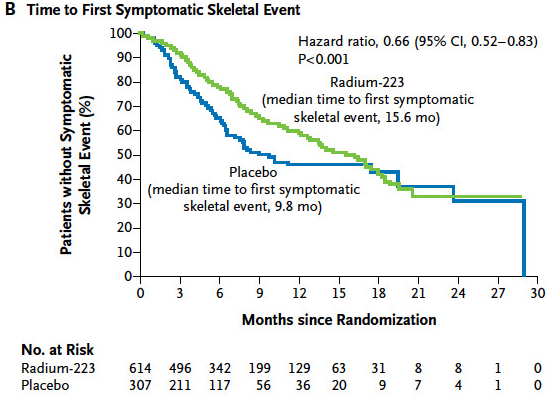 B Time to First Symptomatic Skeletal Event
Patients without Symptomatic
Skeletal Event (%)
100
90
80
70
60
50
40
30
20
10
0
Hazard ratio, 0.66 (95% CI, 0.52–0.83)
P<0.001
Radium-223
(median time to first symptomatic
skeletal event, 15.6 mo)
Placebo
(median time to first symptomatic
skeletal event, 9.8 mo)
0 3 6 9 12 15 18 21 24 27 30
Months since Randomization
No. at Risk
Radium-223 614 496 342 199 129 63 31 8 8 1 0
Placebo 307 211 117 56 36 20 9 7 4 1 0